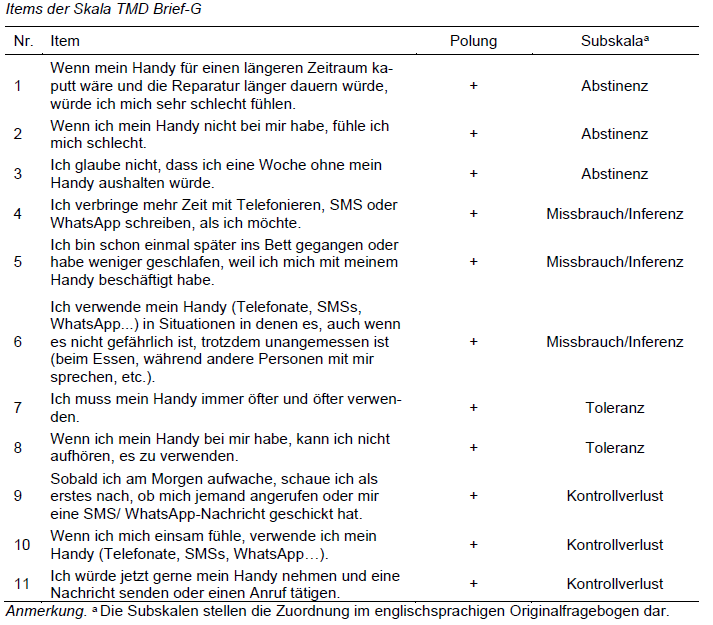 Items der Skala TMD Brief-G
Nr. Item Polung Subskalaª
1 Wenn mein Handy für einen längeren Zeitraum ka-
putt wäre und die Reparatur länger dauern würde,
würde ich mich sehr schlecht fühlen. + Abstinenz
2 Wenn ich mein Handy nicht bei mir habe, fühle ich
mich schlecht. + Abstinenz
3 Ich glaube nicht, dass ich eine Woche ohne mein
Handy aushalten würde. + Abstinenz
4 Ich verbringe mehr Zeit mit Telefonieren, SMS oder
WhatsApp schreiben, als ich möchte. + Missbrauch/Inferenz
5 Ich bin schon einmal später ins Bett gegangen oder
habe weniger geschlafen, weil ich mich mit meinem
Handy beschäftigt habe. + Missbrauch/Inferenz
6 Ich verwende mein Handy (Telefonate, SMSs,
WhatsApp...) in Situationen in denen es, auch wenn
es nicht gefährlich ist, trotzdem unangemessen ist
(beim Essen, während andere Personen mit mir
sprechen, etc.). + Missbrauch/Inferenz
7 Ich muss mein Handy immer öfter und öfter verwen-
den. + Toleranz
8 Wenn ich mein Handy bei mir habe, kann ich nicht
aufhören, es zu verwenden. + Toleranz
9 Sobald ich am Morgen aufwache, schaue ich als
erstes nach, ob mich jemand angerufen oder mir
eine SMS/ WhatsApp-Nachricht geschickt hat. + Kontrollverlust
10 Wenn ich mich einsam fühle, verwende ich mein
Handy (Telefonate, SMSs, WhatsApp…). + Kontrollverlust
11 Ich würde jetzt gerne mein Handy nehmen und eine
Nachricht senden oder einen Anruf tätigen. + Kontrollverlust
Anmerkung. ª Die Subskalen stellen die Zuordnung im englischsprachigen Originalfragebogen dar.